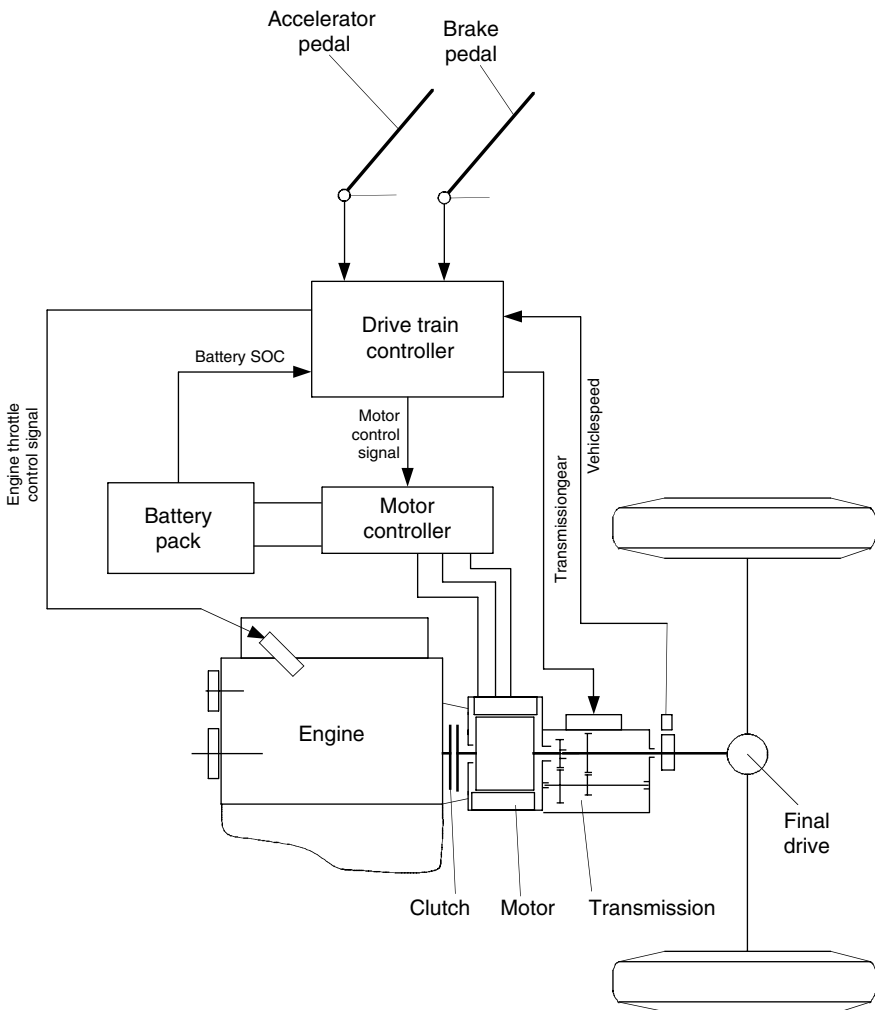 Accelerator
pedal
Brake
pedal
Drive train
controller
Battery SOC
Motor
control
signal
Engine throttle
control signal
Vehiclespeed
Transmissiongear
Battery
pack
Motor
controller
Engine
Final
drive
Clutch
Motor
Transmission